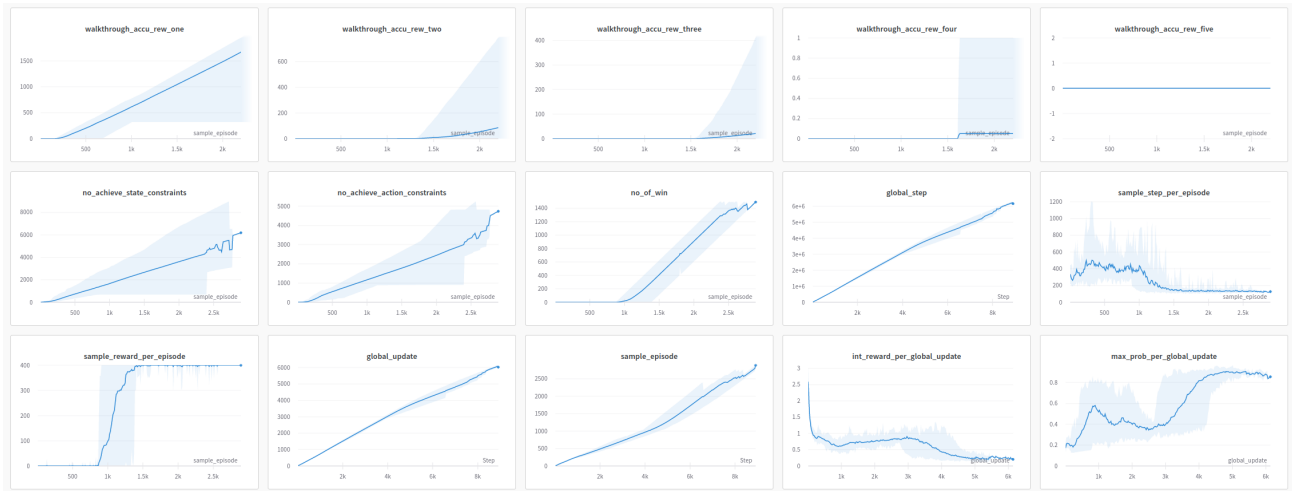 walkthrough_accu_rew_one
1500
1000
500
0
500
1k
1.5k
2k
sample_episode
walkthrough_accu_rew_two
600
400
200
0
500
1k
1.5k
2k
sample_episode
walkthrough_accu_rew_three
400
300
200
100
0
500
1k
1.5k
2k
sample_episode
walkthrough_accu_rew_four
1
0.8
0.6
0.4
0.2
0
500
1k
1.5k
2k
sample_episode
walkthrough_accu_rew_five
2
1
0
-1
-2
500
1k
1.5k
2k
sample_episode
no_achieve_state_constraints
8000
6000
4000
2000
0
500
1k
1.5k
2k
2.5k
sample_episode
no_achieve_action_constraints
5000
4000
3000
2000
1000
0
500
1k
1.5k
2k
2.5k
sample_episode
no_of_win
1400
1200
1000
800
600
400
200
0
500
1k
1.5k
2k
2.5k
sample_episode
global_step
6e+6
5e+6
4e+6
3e+6
2e+6
1e+6
0
2k
4k
6k
8k
Step
sample_step_per_episode
1200
1000
800
600
400
200
0
500
1k
1.5k
2k
2.5k
sample_episode
sample_reward_per_episode
400
300
200
100
0
500
1k
1.5k
2k
2.5k
sample_episode
global_update
6000
5000
4000
3000
2000
1000
0
2k
4k
6k
8k
Step
sample_episode
2500
2000
1500
1000
500
0
2k
4k
6k
8k
Step
int_reward_per_global_update
3
2.5
2
1.5
1
0.5
0
1k
2k
3k
4k
5k
6k
global_update
max_prob_per_global_update
0.8
0.6
0.4
0.2
0
1k
2k
3k
4k
5k
6k
global_update